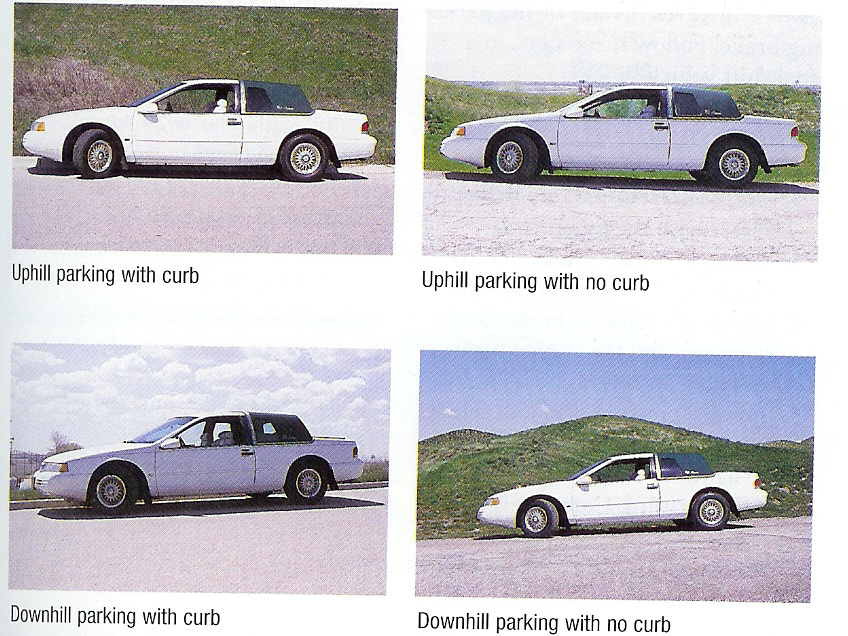 Uphill parking with curb
Uphill parking with no curb
Downhill parking with curb
Downhill parking with no curb